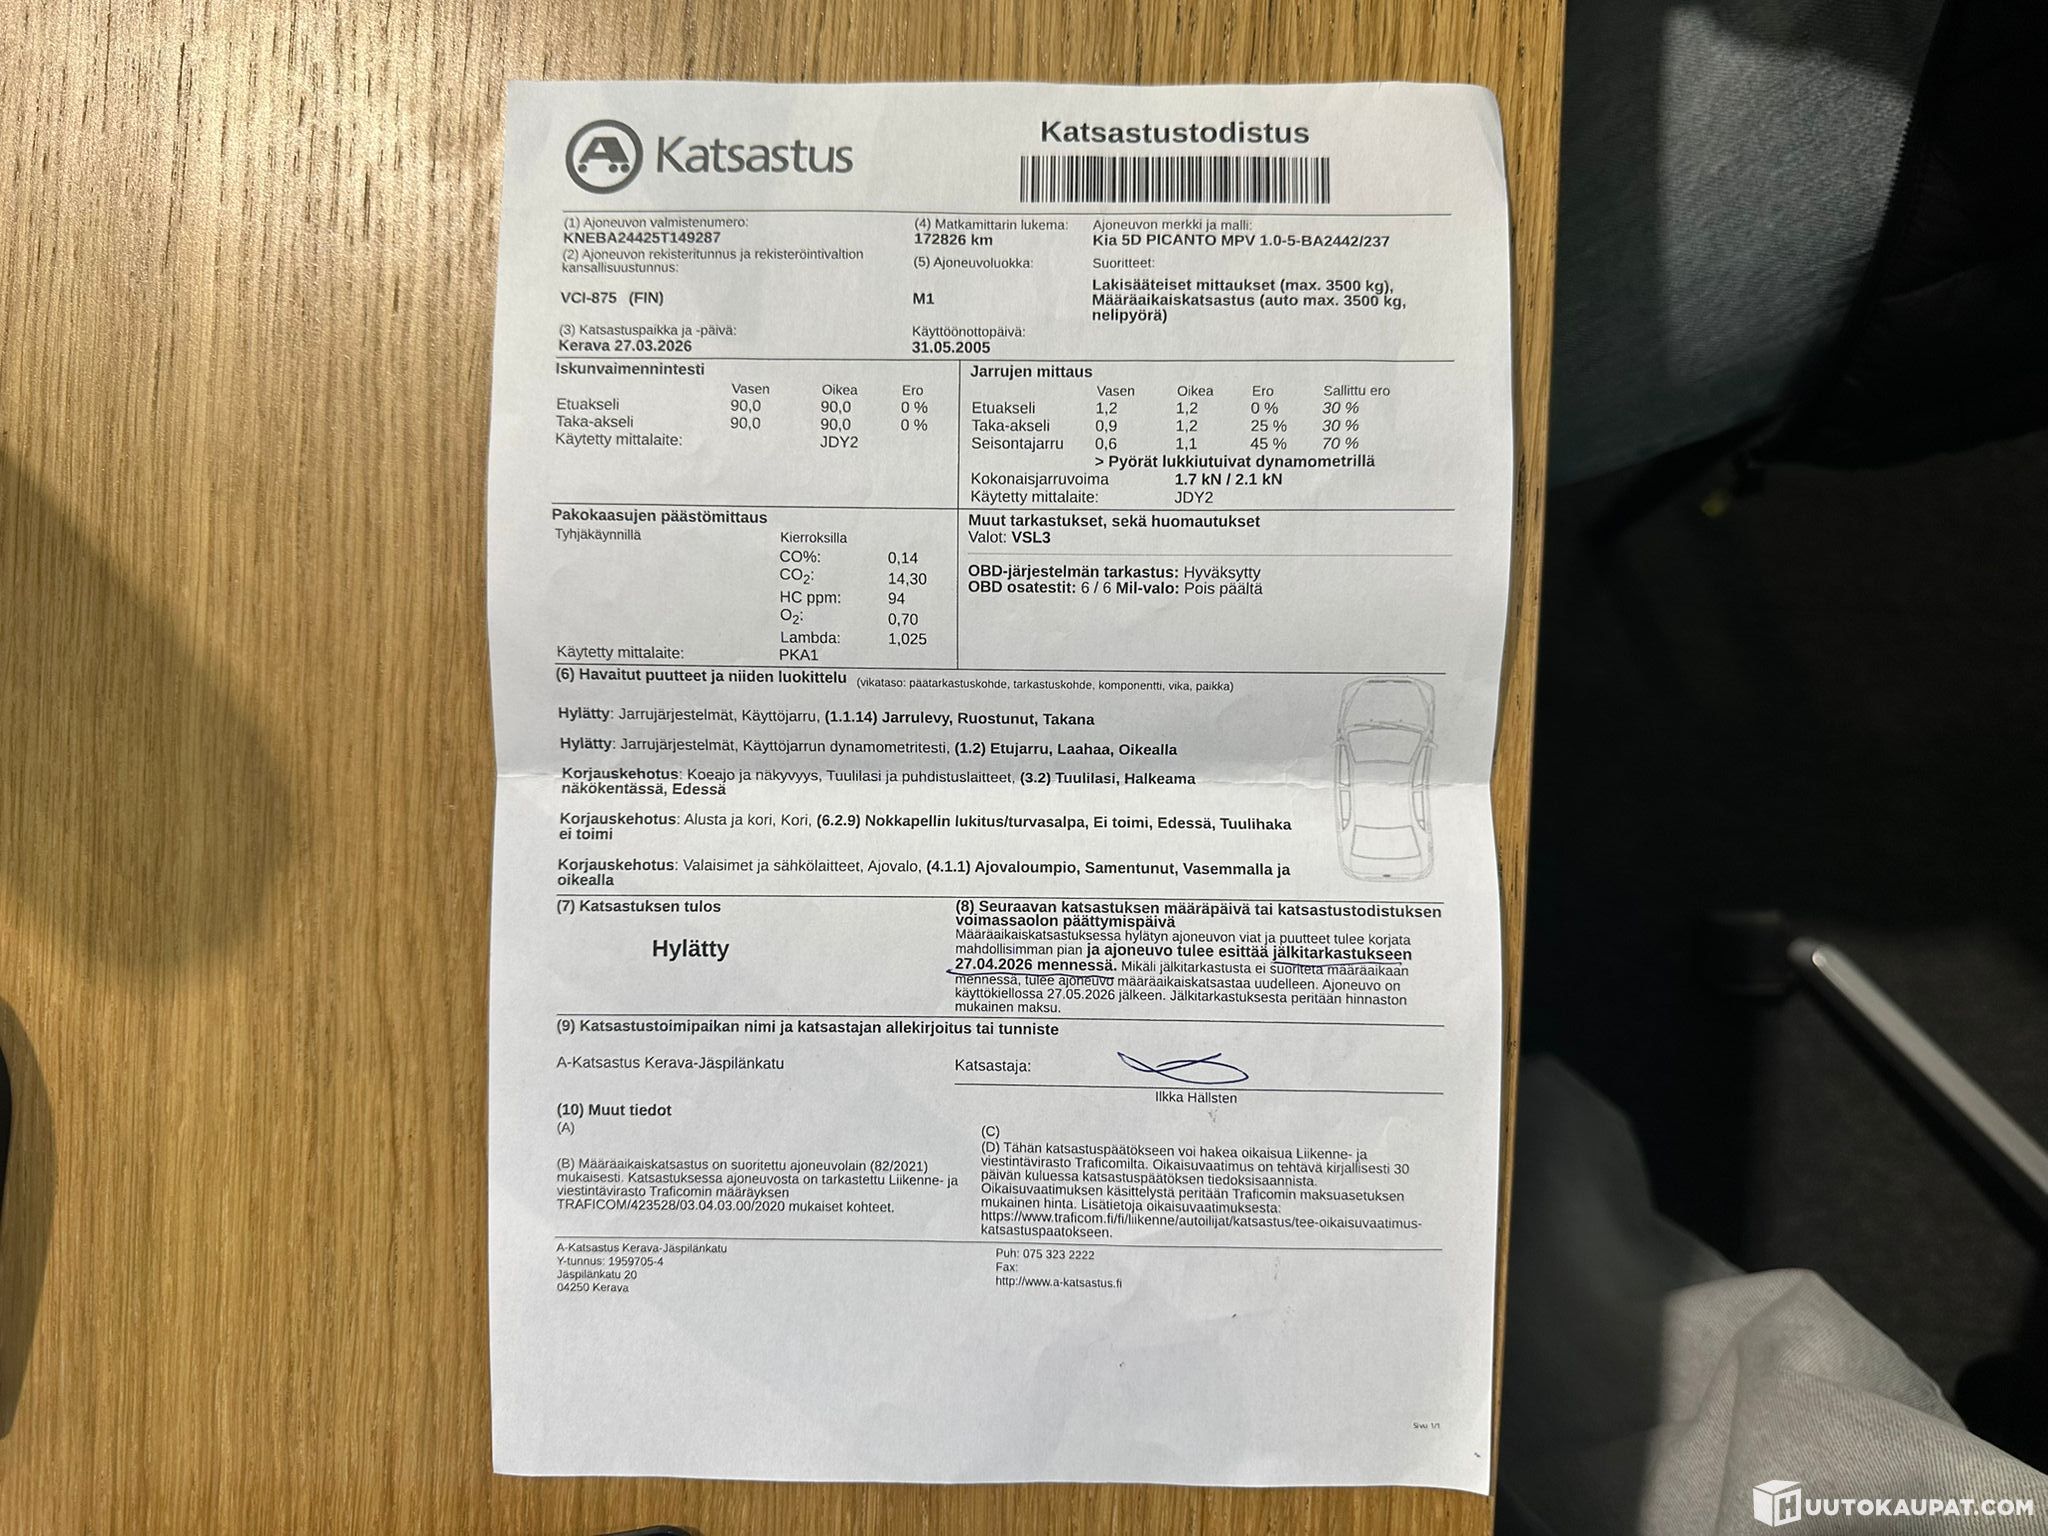 A Katsastus
Katsastustodistus
(1) Ajoneuvon valmistenumero:
KNEBA24425T149287
(4) Matkamittarin lukema:
172826 km
Ajoneuvon merkki ja malli:
Kia 5D PICANTO MPV 1.0-5-BA2442/237
(2) Ajoneuvon rekisteritunnus ja rekisteröintivaltion
kansallisuustunnus:
VCI-875 (FIN)
(5) Ajoneuvoluokka:
M1
Suoritteet:
Lakisääteiset mittaukset (max. 3500 kg),
Määräaikaiskatsastus (auto max. 3500 kg,
nelipyörä)
(3) Katsastuspaikka ja -päivä:
Kerava 27.03.2026
Käyttöönottopäivä:
31.05.2005
Iskunvaimennintesti
Vasen Oikea Ero
Etuakseli 90,0 90,0 0 %
Taka-akseli 90,0 90,0 0 %
Käytetty mittalaite: JDY2
Jarrujen mittaus
Vasen Oikea Ero Sallittu ero
Etuakseli 1,2 1,2 0 % 30 %
Taka-akseli 0,9 1,2 25 % 30 %
Seisontajarru 0,6 1,1 45 % 70 %
> Pyörät lukkiutuivat dynamometrillä
Kokonaisjarruvoima 1.7 kN / 2.1 kN
Käytetty mittalaite: JDY2
Pakokaasujen päästömittaus
Tyhjäkäynnillä Kierroksilla
CO%: 0,14
CO2: 14,30
HC ppm: 94
O2: 0,70
Lambda: 1,025
Käytetty mittalaite: PKA1
Muut tarkastukset, sekä huomautukset
Valot: VSL3
OBD-järjestelmän tarkastus: Hyväksytty
OBD osatestit: 6 / 6 Mil-valo: Pois päältä
(6) Havaitut puutteet ja niiden luokittelu (vikataso: päätarkastuskohde, tarkastuskohde, komponentti, vika, paikka)
Hylätty: Jarrujärjestelmät, Käyttöjarru, (1.1.14) Jarrulevy, Ruostunut, Takana
Hylätty: Jarrujärjestelmät, Käyttöjarrun dynamometritesti, (1.2) Etujarru, Laahaa, Oikealla
Korjauskehotus: Koeajo ja näkyvyys, Tuulilasi ja puhdistuslaitteet, (3.2) Tuulilasi, Halkeama
näkökentässä, Edessä
Korjauskehotus: Alusta ja kori, Kori, (6.2.9) Nokkapellin lukitus/turvasalpa, Ei toimi, Edessä, Tuulihaka
ei toimi
Korjauskehotus: Valaisimet ja sähkölaitteet, Ajovalo, (4.1.1) Ajovaloumpio, Samentunut, Vasemmalla ja
oikealla
(7) Katsastuksen tulos
Hylätty
(8) Seuraavan katsastuksen määräpäivä tai katsastustodistuksen
voimassaolon päättymispäivä
Määräaikaiskatsastuksessa hylätyn ajoneuvon viat ja puutteet tulee korjata
mahdollisimman pian ja ajoneuvo tulee esittää jälkitarkastukseen
27.04.2026 mennessä. Mikäli jälkitarkastusta ei suoriteta määräaikaan
mennessä, tulee ajoneuvo määräaikaiskatsastaa uudelleen. Ajoneuvo on
käyttökiellossa 27.05.2026 jälkeen. Jälkitarkastuksesta peritään hinnaston
mukainen maksu.
(9) Katsastustoimipaikan nimi ja katsastajan allekirjoitus tai tunniste
A-Katsastus Kerava-Jäspilänkatu
Katsastaja:
Ilkka Hällsten
(10) Muut tiedot
(A)
(B) Määräaikaiskatsastus on suoritettu ajoneuvolain (82/2021)
mukaisesti. Katsastuksessa ajoneuvosta on tarkastettu Liikenne- ja
viestintävirasto Traficomin määräyksen
TRAFICOM/423528/03.04.03.00/2020 mukaiset kohteet.
(C)
(D) Tähän katsastuspäätökseen voi hakea oikaisua Liikenne- ja
viestintävirasto Traficomilta. Oikaisuvaatimus on tehtävä kirjallisesti 30
päivän kuluessa katsastuspäätöksen tiedoksisaannista.
Oikaisuvaatimuksen käsittelystä peritään Traficomin maksuasetuksen
mukainen hinta. Lisätietoja oikaisuvaatimuksesta:
https://www.traficom.fi/fi/liikenne/autoilijat/katsastus/tee-oikaisuvaatimus-
katsastuspaatokseen.
A-Katsastus Kerava-Jäspilänkatu
Y-tunnus: 1959705-4
Jäspilänkatu 20
04250 Kerava
Puh: 075 323 2222
Fax:
http://www.a-katsastus.fi
Sivu 1/1
HUUTOKAUPAT.COM